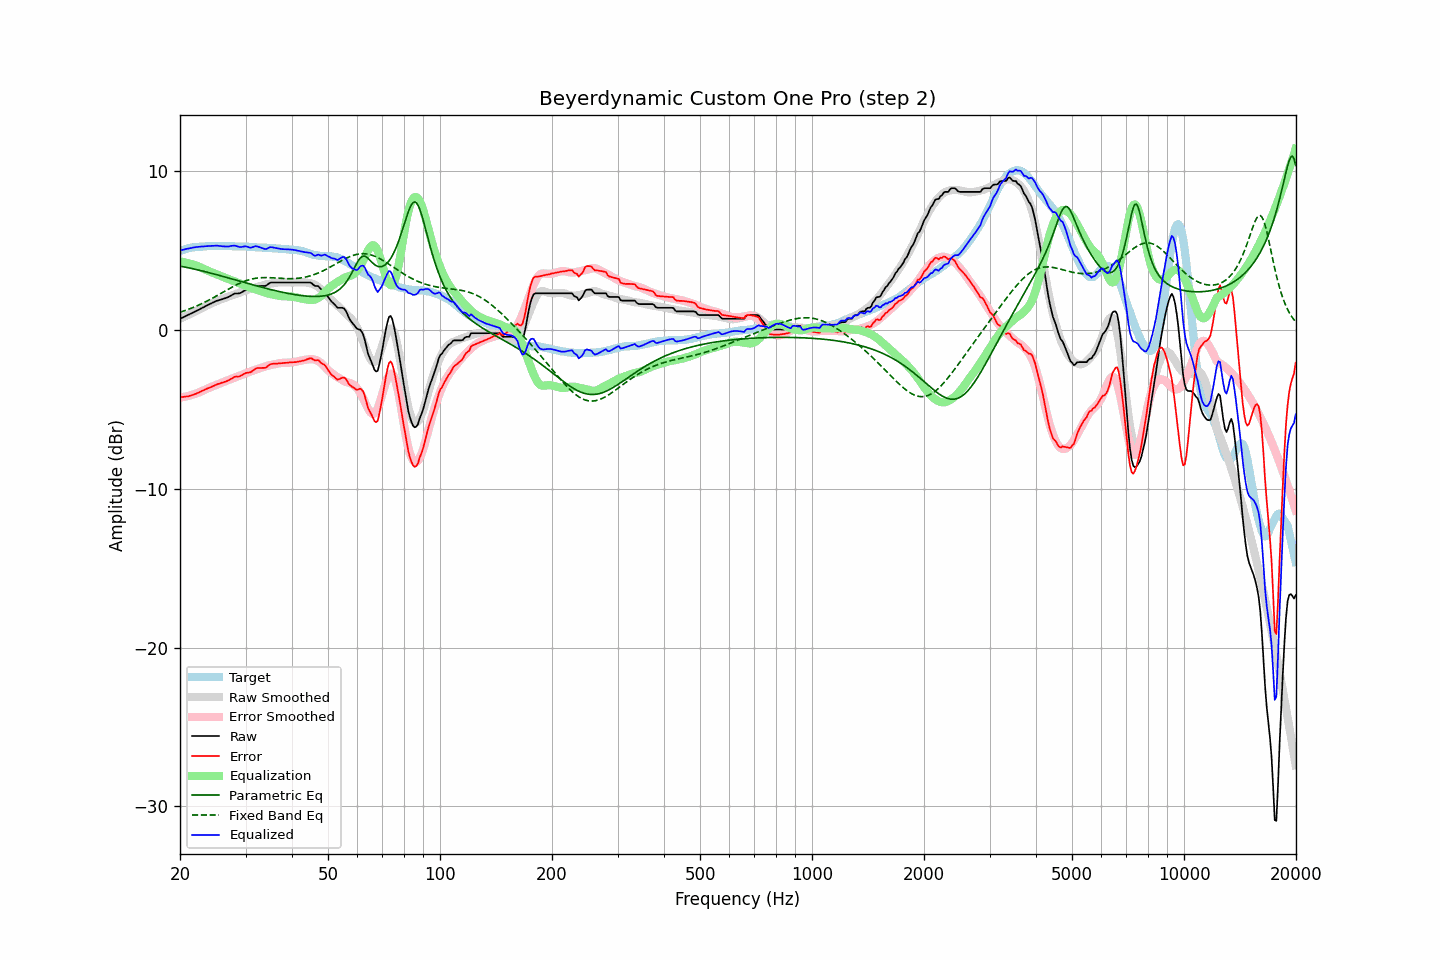 Beyerdynamic Custom One Pro (step 2)
10
0
−10
−20
−30
Amplitude (dBr)
Target
Raw Smoothed
Error Smoothed
Raw
Error
Equalization
Parametric Eq
Fixed Band Eq
Equalized
20 50 100 200 500 1000 2000 5000 10000 20000
Frequency (Hz)